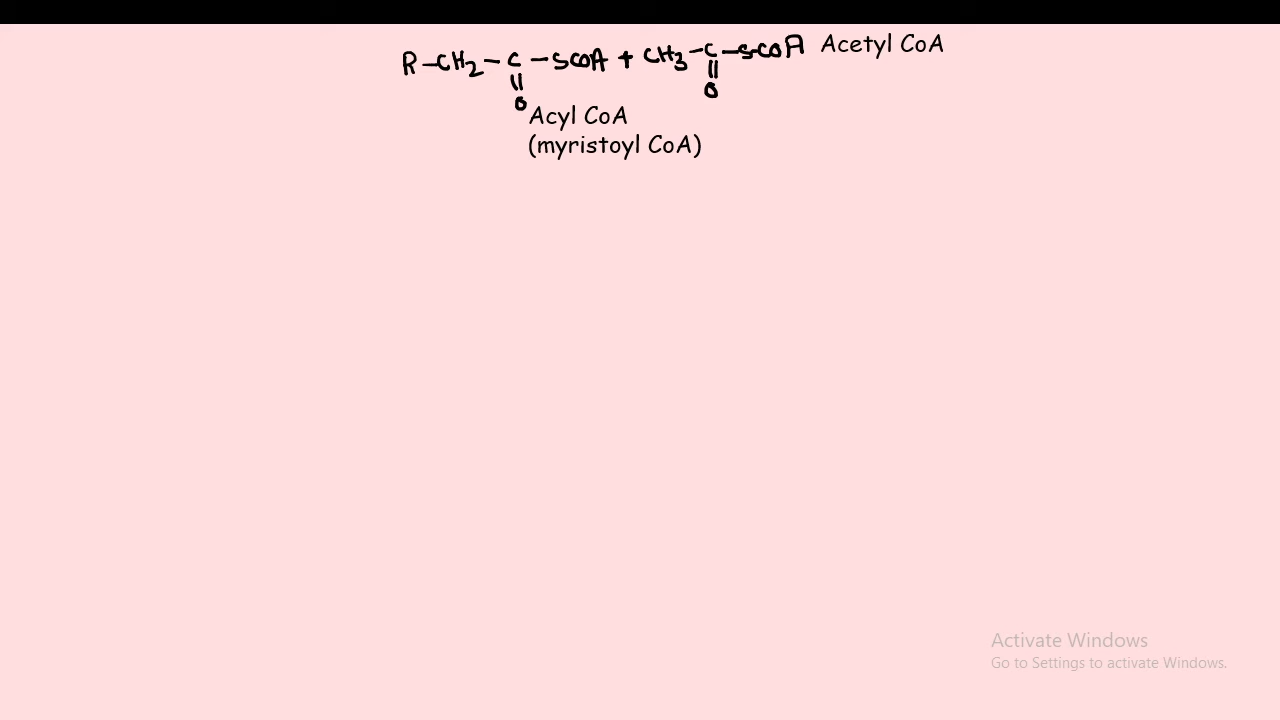 R-CH2-C-SCOA + CH3-C-SCOA Acetyl CoA
|| ||
O O
Acyl CoA
(myristoyl CoA)
Activate Windows
Go to Settings to activate Windows.